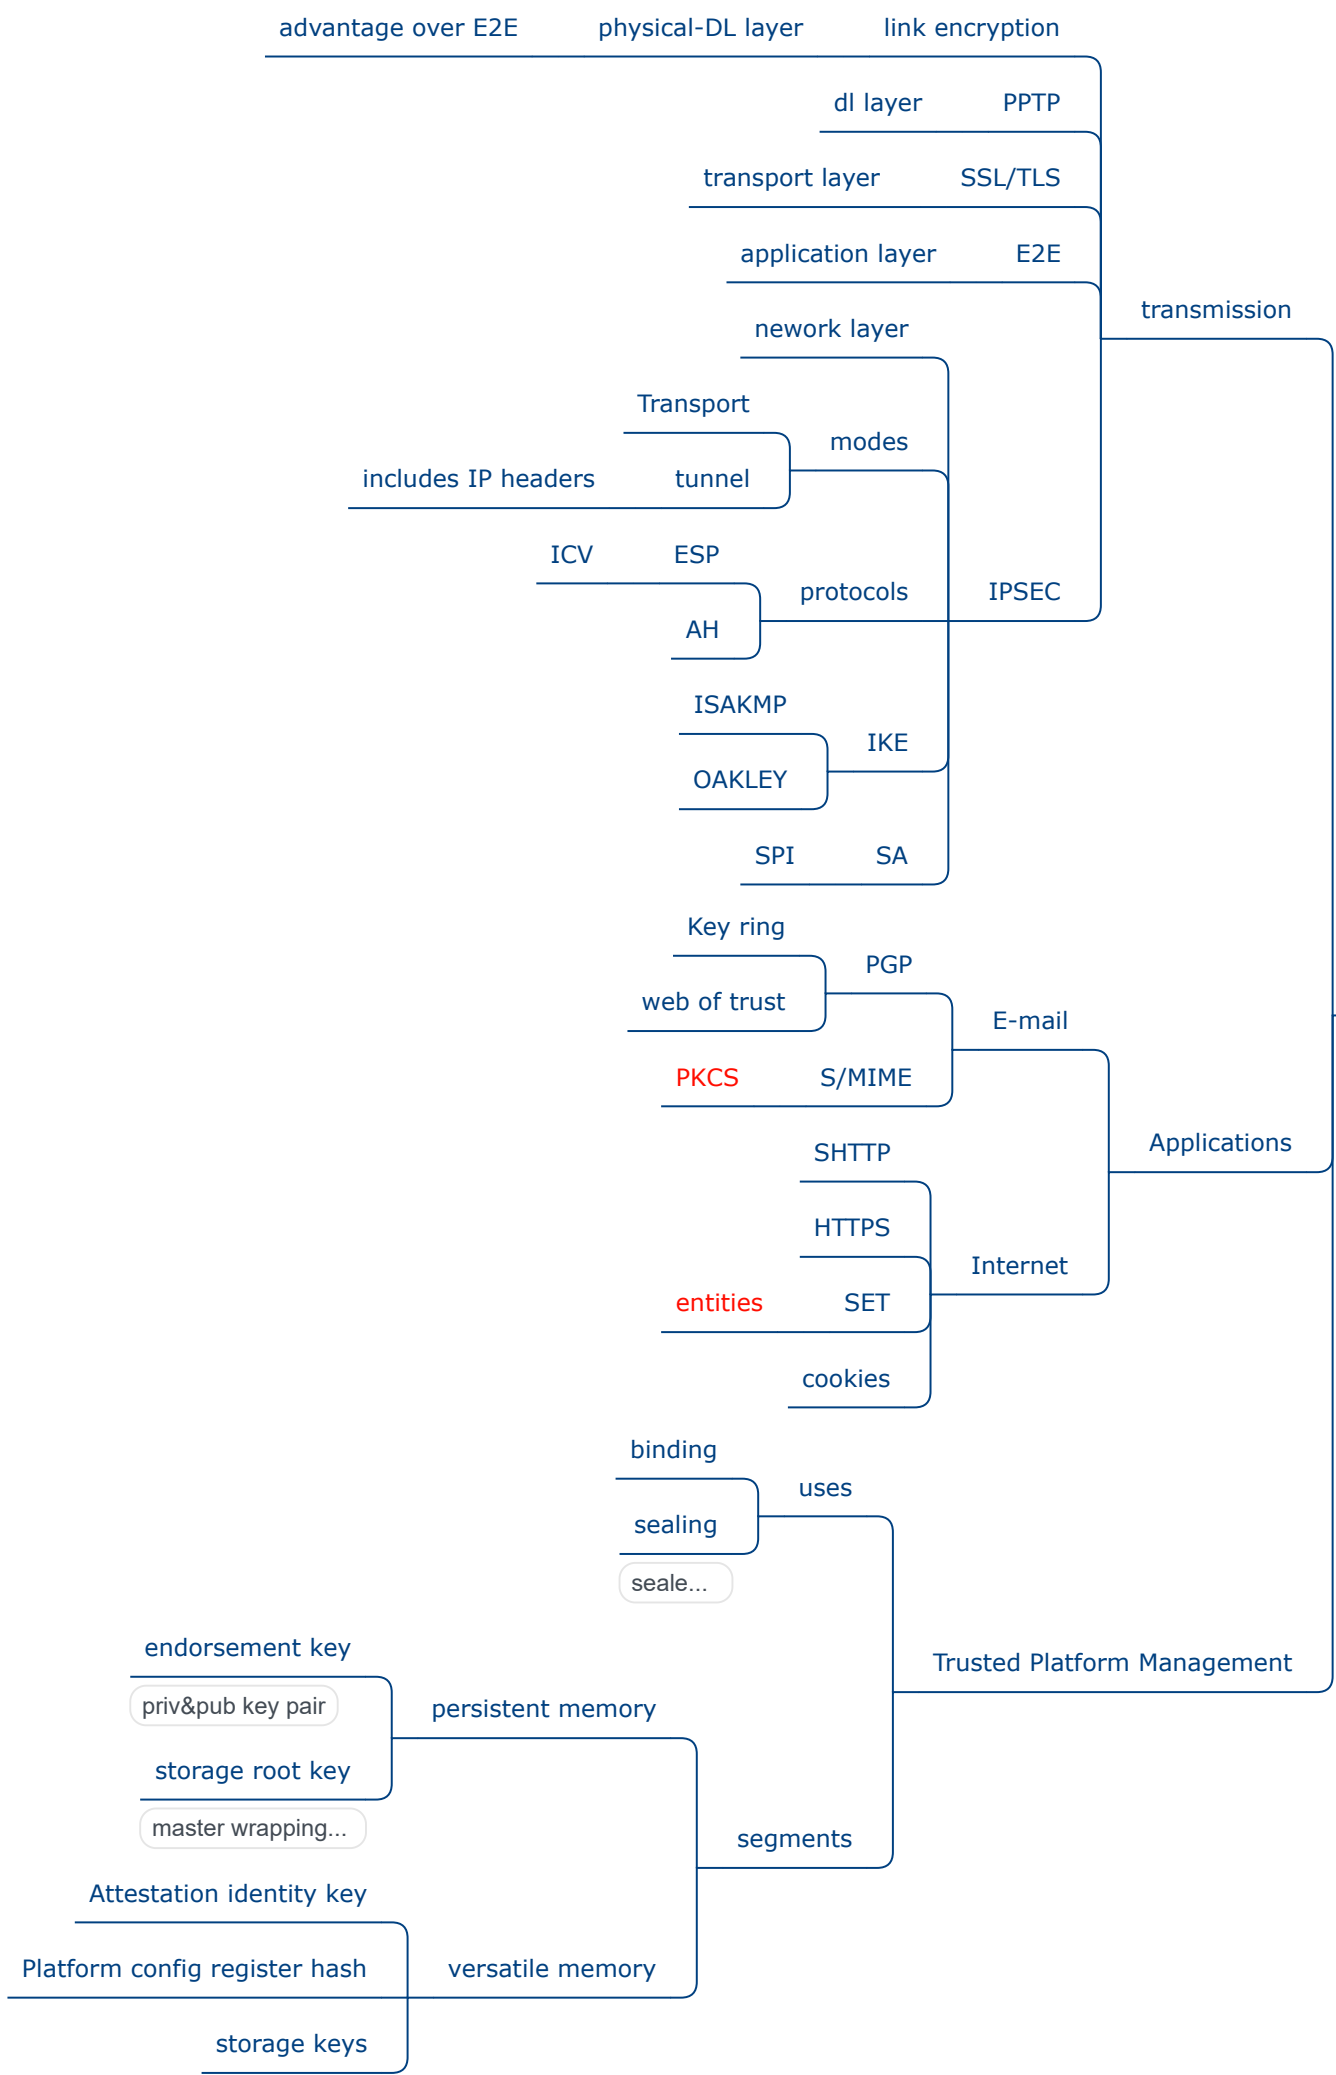 advantage over E2E physical-DL layer link encryption
dl layer PPTP
transport layer SSL/TLS
application layer E2E
transmission
nework layer
Transport
modes
includes IP headers tunnel
ICV ESP
protocols IPSEC
AH
ISAKMP
IKE
OAKLEY
SPI SA
Key ring
PGP
web of trust
E-mail
PKCS S/MIME
Applications
SHTTP
HTTPS
Internet
entities SET
cookies
binding
uses
sealing
seale...
endorsement key
Trusted Platform Management
priv&pub key pair
persistent memory
storage root key
master wrapping...
segments
Attestation identity key
Platform config register hash versatile memory
storage keys